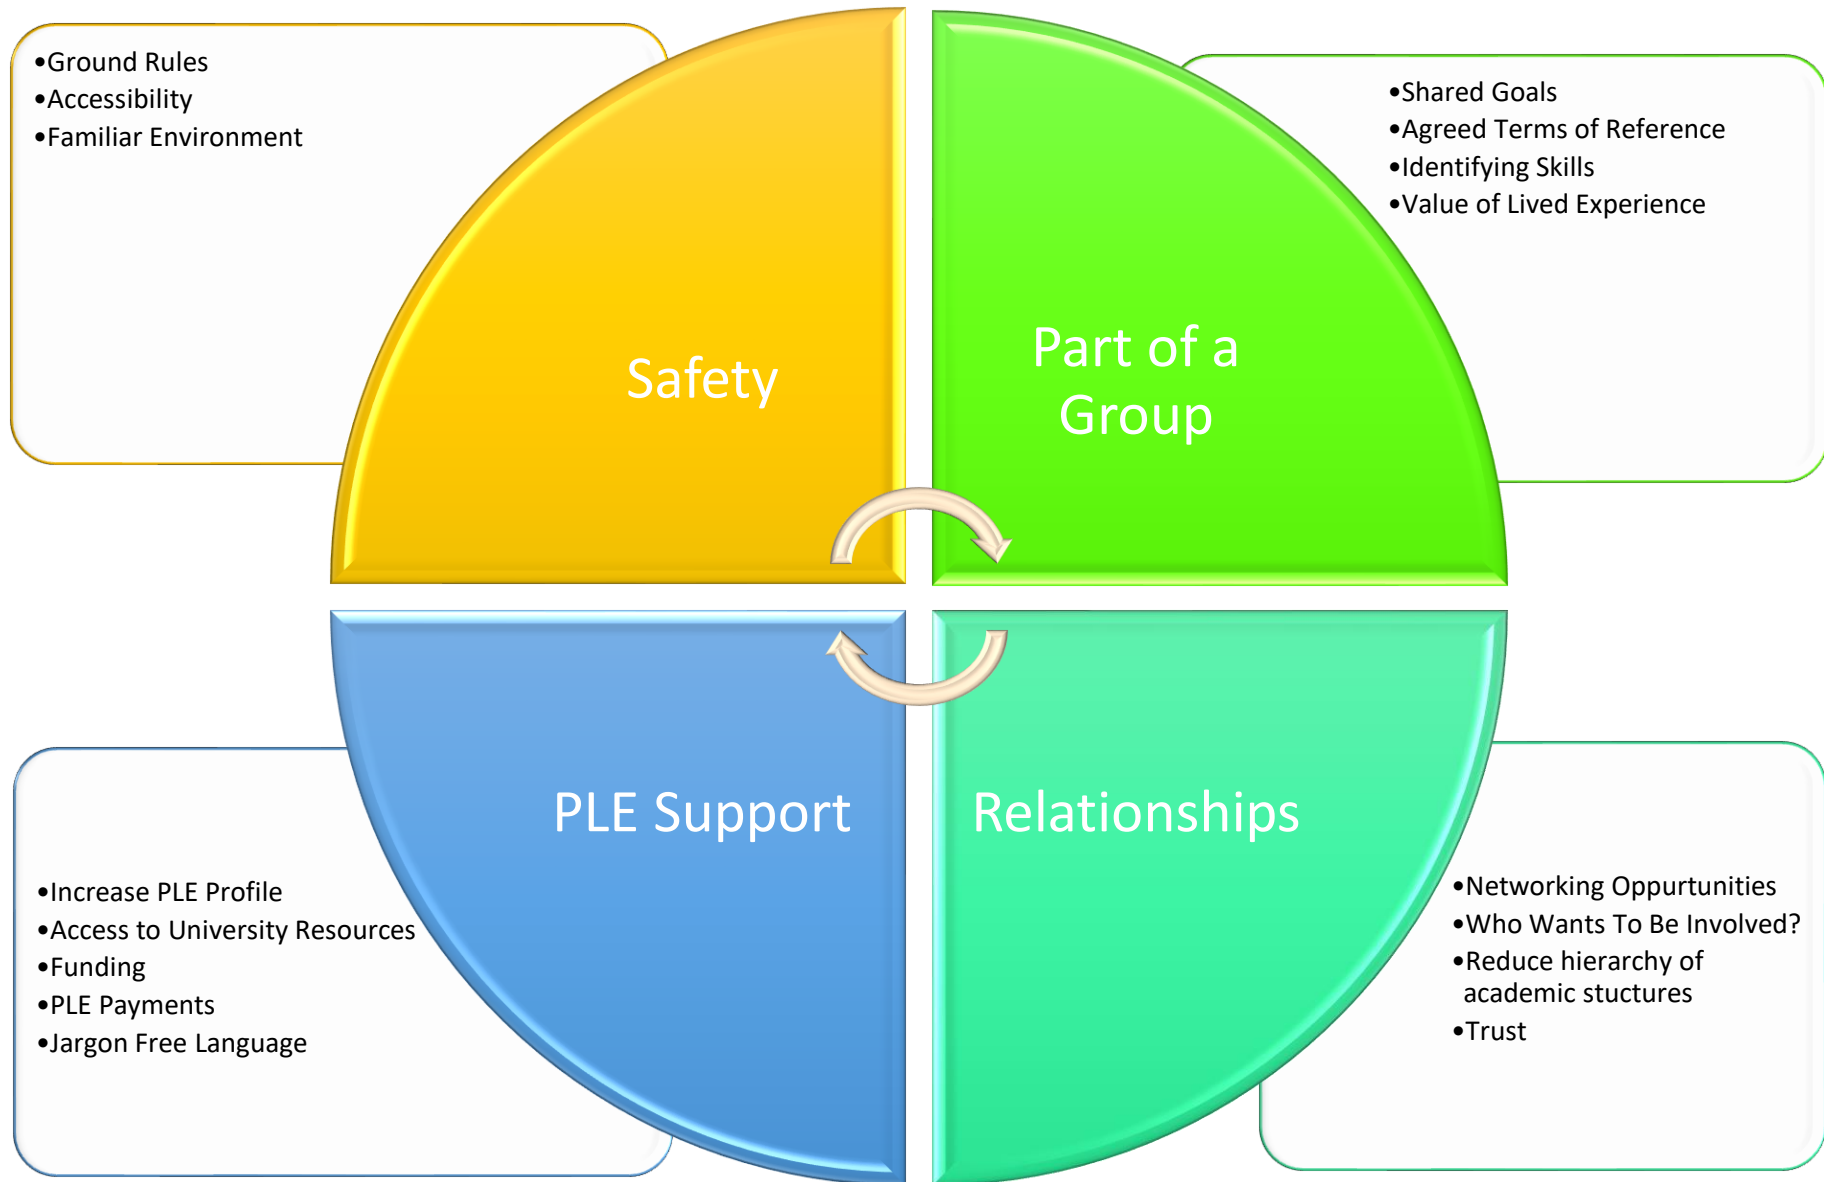 •Ground Rules
•Accessibility
•Familiar Environment
Safety
•Shared Goals
•Agreed Terms of Reference
•Identifying Skills
•Value of Lived Experience
Part of a
Group
PLE Support
•Increase PLE Profile
•Access to University Resources
•Funding
•PLE Payments
•Jargon Free Language
Relationships
•Networking Oppurtunities
•Who Wants To Be Involved?
•Reduce hierarchy of
academic stuctures
•Trust